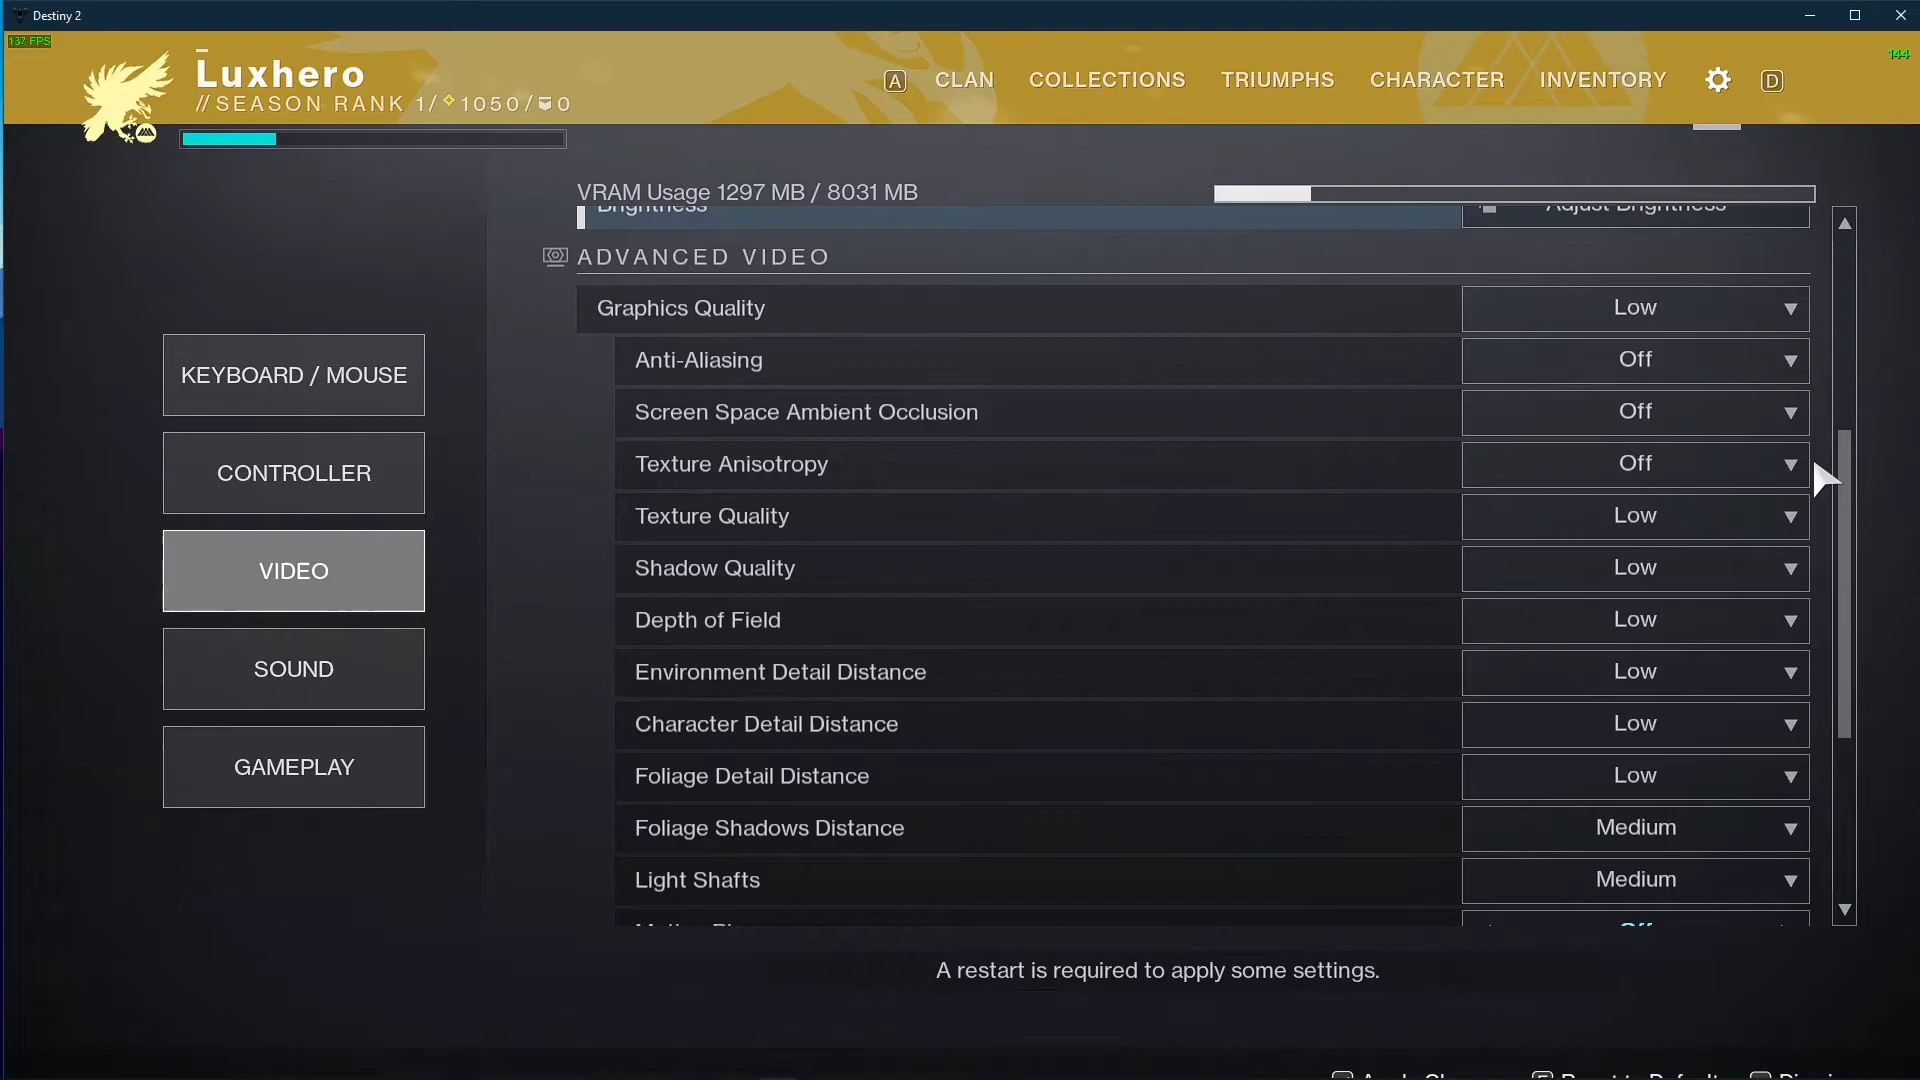 Destiny 2
137 FPS
144
Luxhero
// SEASON RANK 1/ 1050/ 0
A CLAN COLLECTIONS TRIUMPHS CHARACTER INVENTORY D
VRAM Usage 1297 MB / 8031 MB
Brightness Adjust Brightness
ADVANCED VIDEO
Graphics Quality Low
Anti-Aliasing Off
Screen Space Ambient Occlusion Off
Texture Anisotropy Off
Texture Quality Low
Shadow Quality Low
Depth of Field Low
Environment Detail Distance Low
Character Detail Distance Low
Foliage Detail Distance Low
Foliage Shadows Distance Medium
Light Shafts Medium
Off
KEYBOARD / MOUSE
CONTROLLER
VIDEO
SOUND
GAMEPLAY
A restart is required to apply some settings.